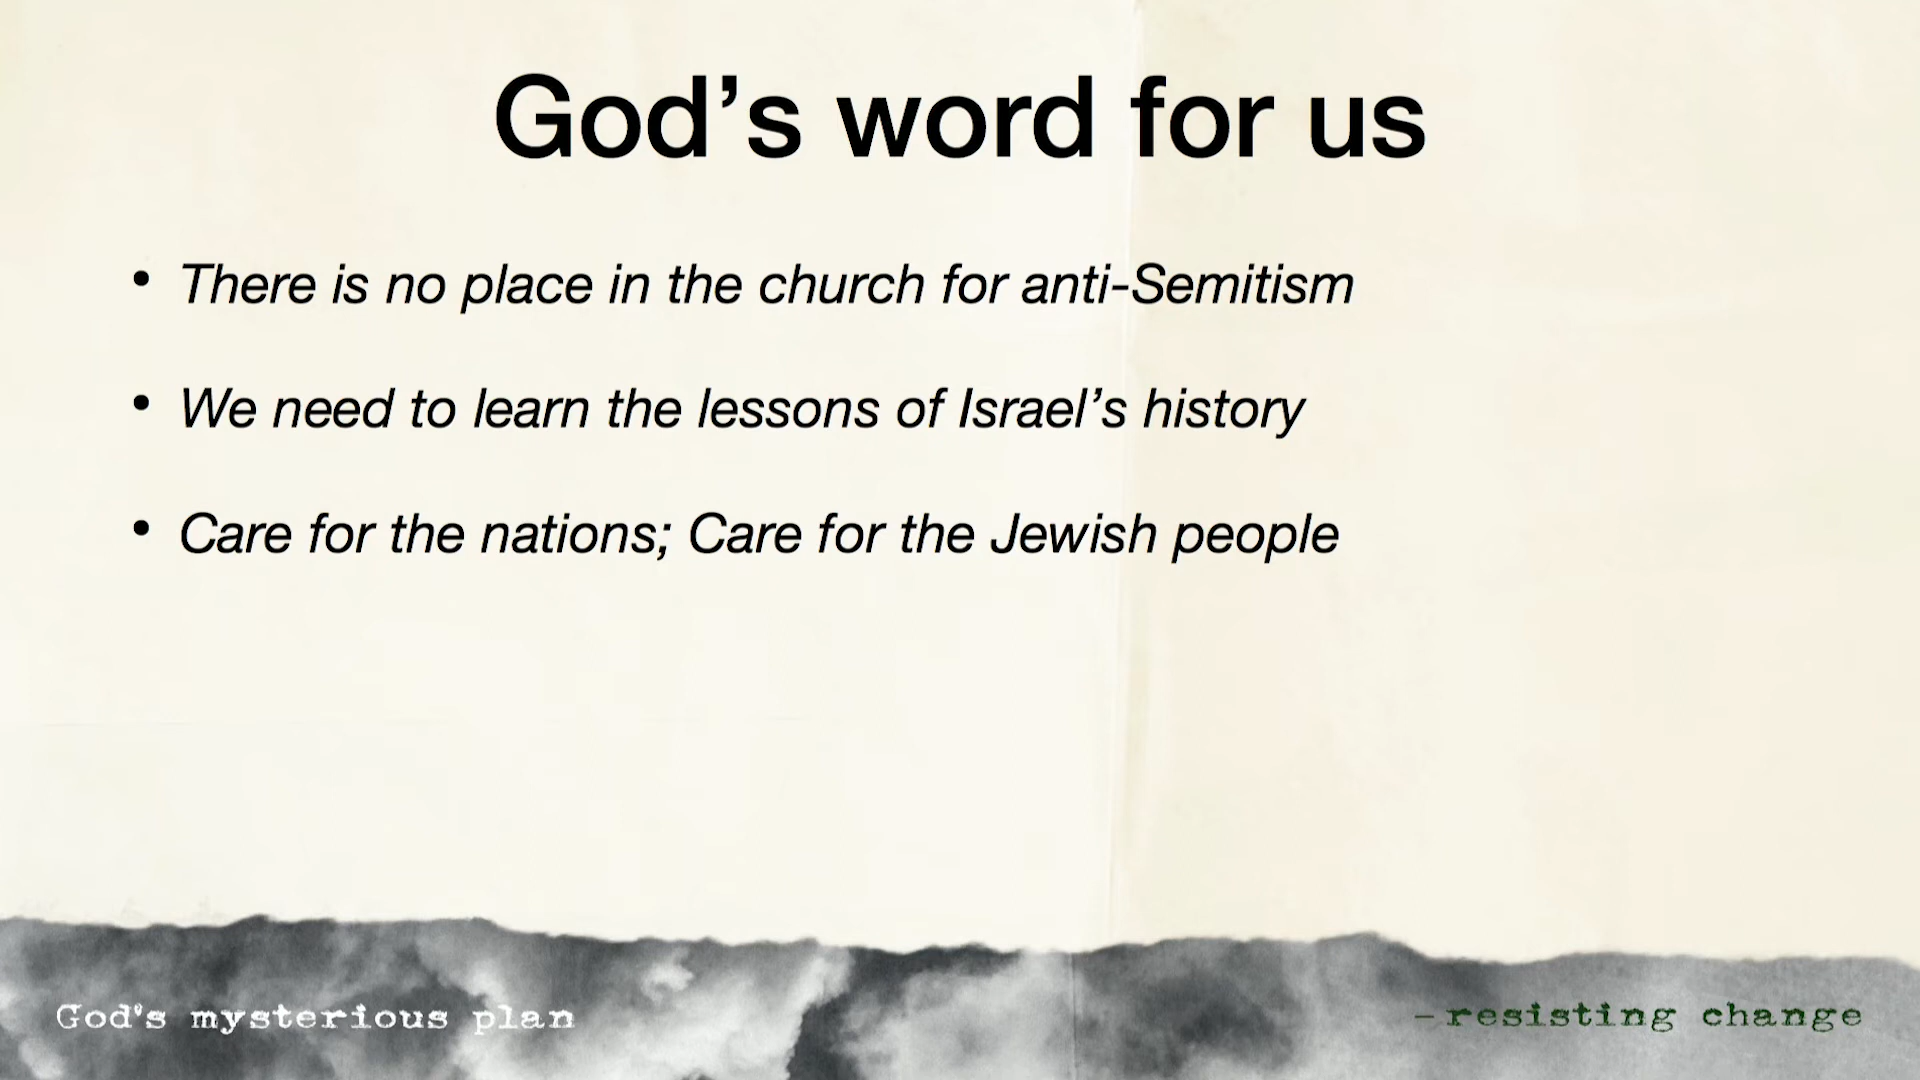 God’s word for us
• There is no place in the church for anti-Semitism
• We need to learn the lessons of Israel’s history
• Care for the nations; Care for the Jewish people
God's mysterious plan
- resisting change